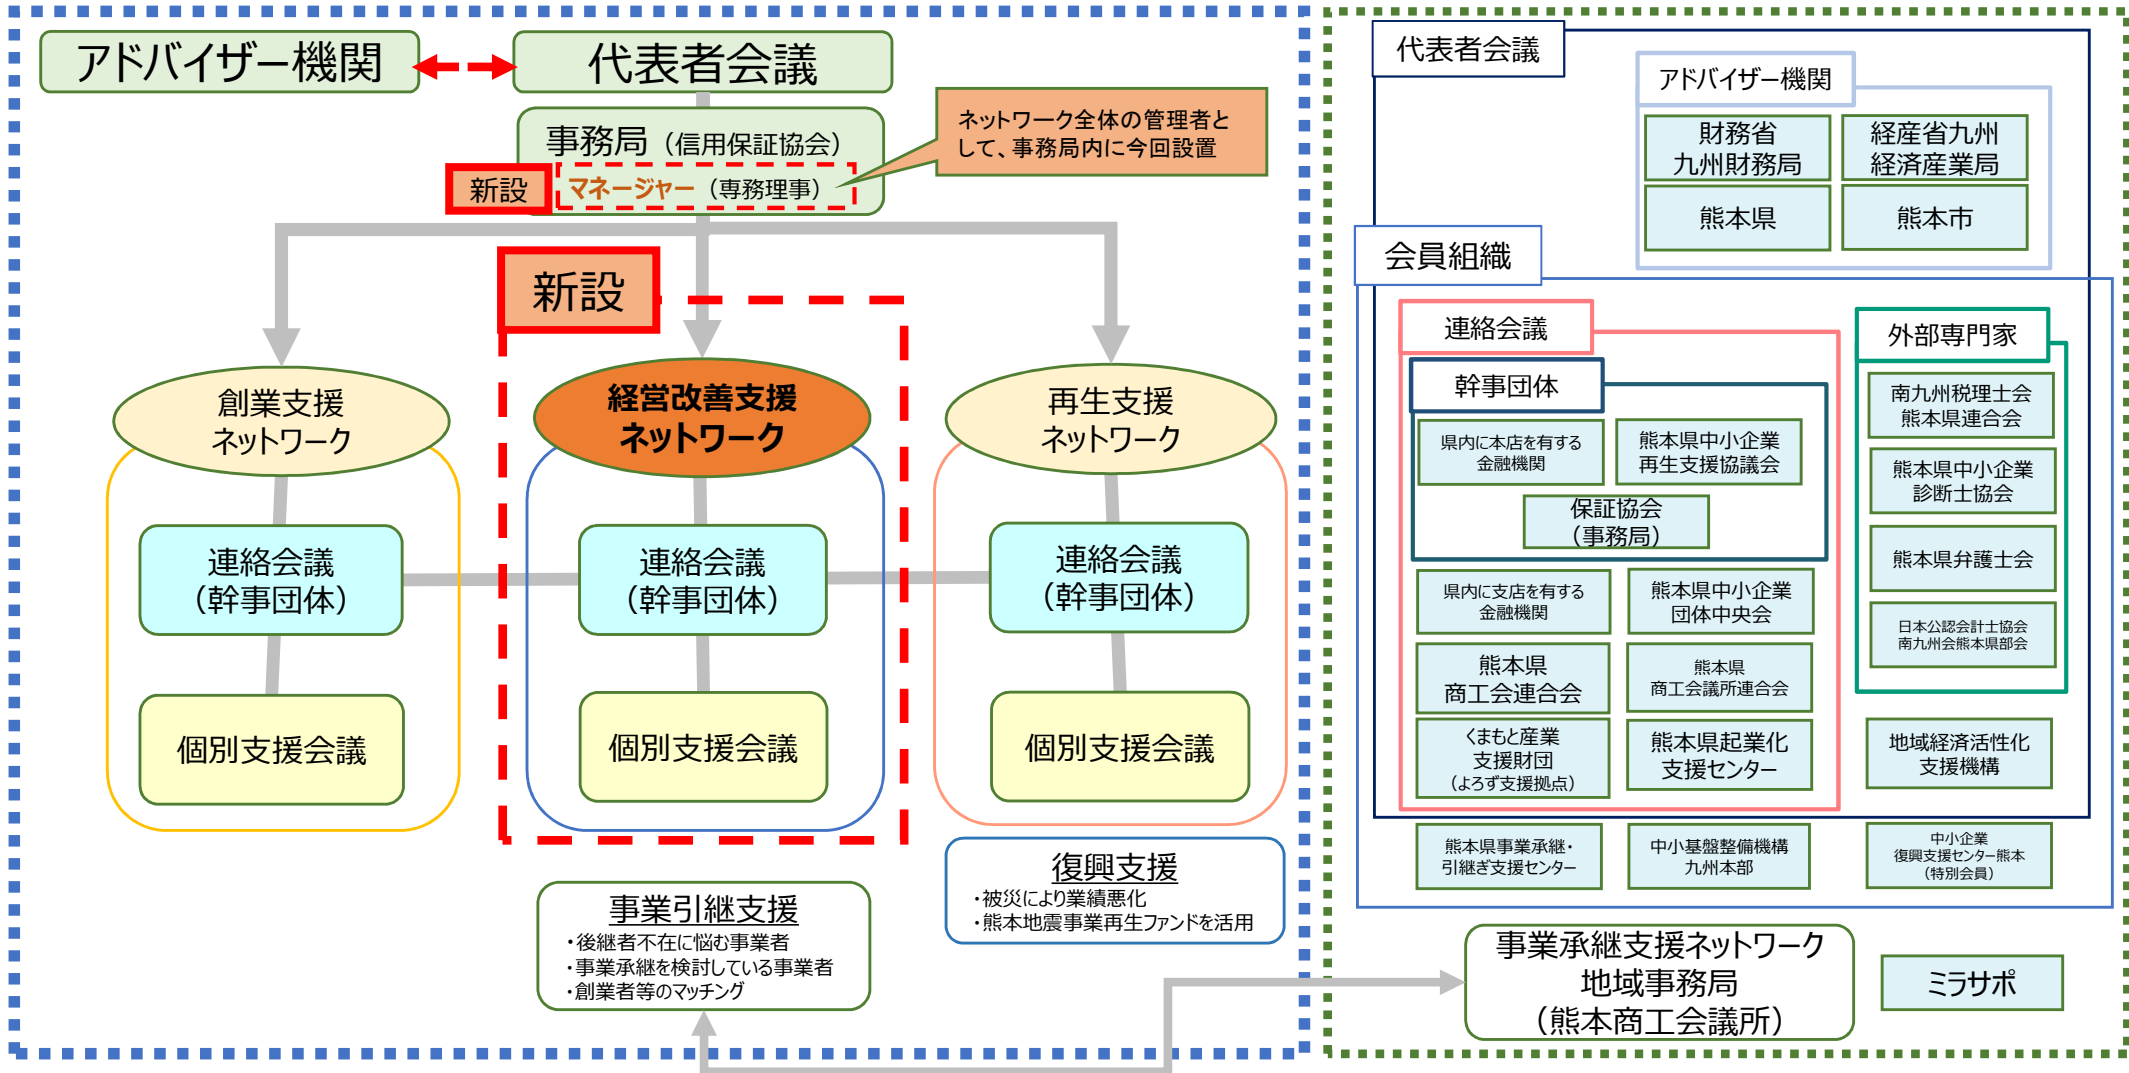 アドバイザー機関
代表者会議
事務局（信用保証協会）
新設
マネージャー（専務理事）
ネットワーク全体の管理者と
して、事務局内に今回設置
新設
創業支援
ネットワーク
経営改善支援
ネットワーク
再生支援
ネットワーク
連絡会議
（幹事団体）
連絡会議
（幹事団体）
連絡会議
（幹事団体）
個別支援会議
個別支援会議
個別支援会議
事業引継支援
・後継者不在に悩む事業者
・事業承継を検討している事業者
・創業者等のマッチング
復興支援
・被災により業績悪化
・熊本地震事業再生ファンドを活用
代表者会議
アドバイザー機関
財務省
九州財務局
経産省九州
経済産業局
熊本県
熊本市
会員組織
連絡会議
幹事団体
県内に本店を有する
金融機関
熊本県中小企業
再生支援協議会
保証協会
（事務局）
県内に支店を有する
金融機関
熊本県中小企業
団体中央会
熊本県
商工会連合会
熊本県
商工会議所連合会
くまもと産業
支援財団
（よろず支援拠点）
熊本県起業化
支援センター
外部専門家
南九州税理士会
熊本県連合会
熊本県中小企業
診断士協会
熊本県弁護士会
日本公認会計士協会
南九州会熊本県部会
地域経済活性化
支援機構
熊本県事業承継・
引継ぎ支援センター
中小基盤整備機構
九州本部
中小企業
復興支援センター熊本
（特別会員）
事業承継支援ネットワーク
地域事務局
（熊本商工会議所）
ミラサポ